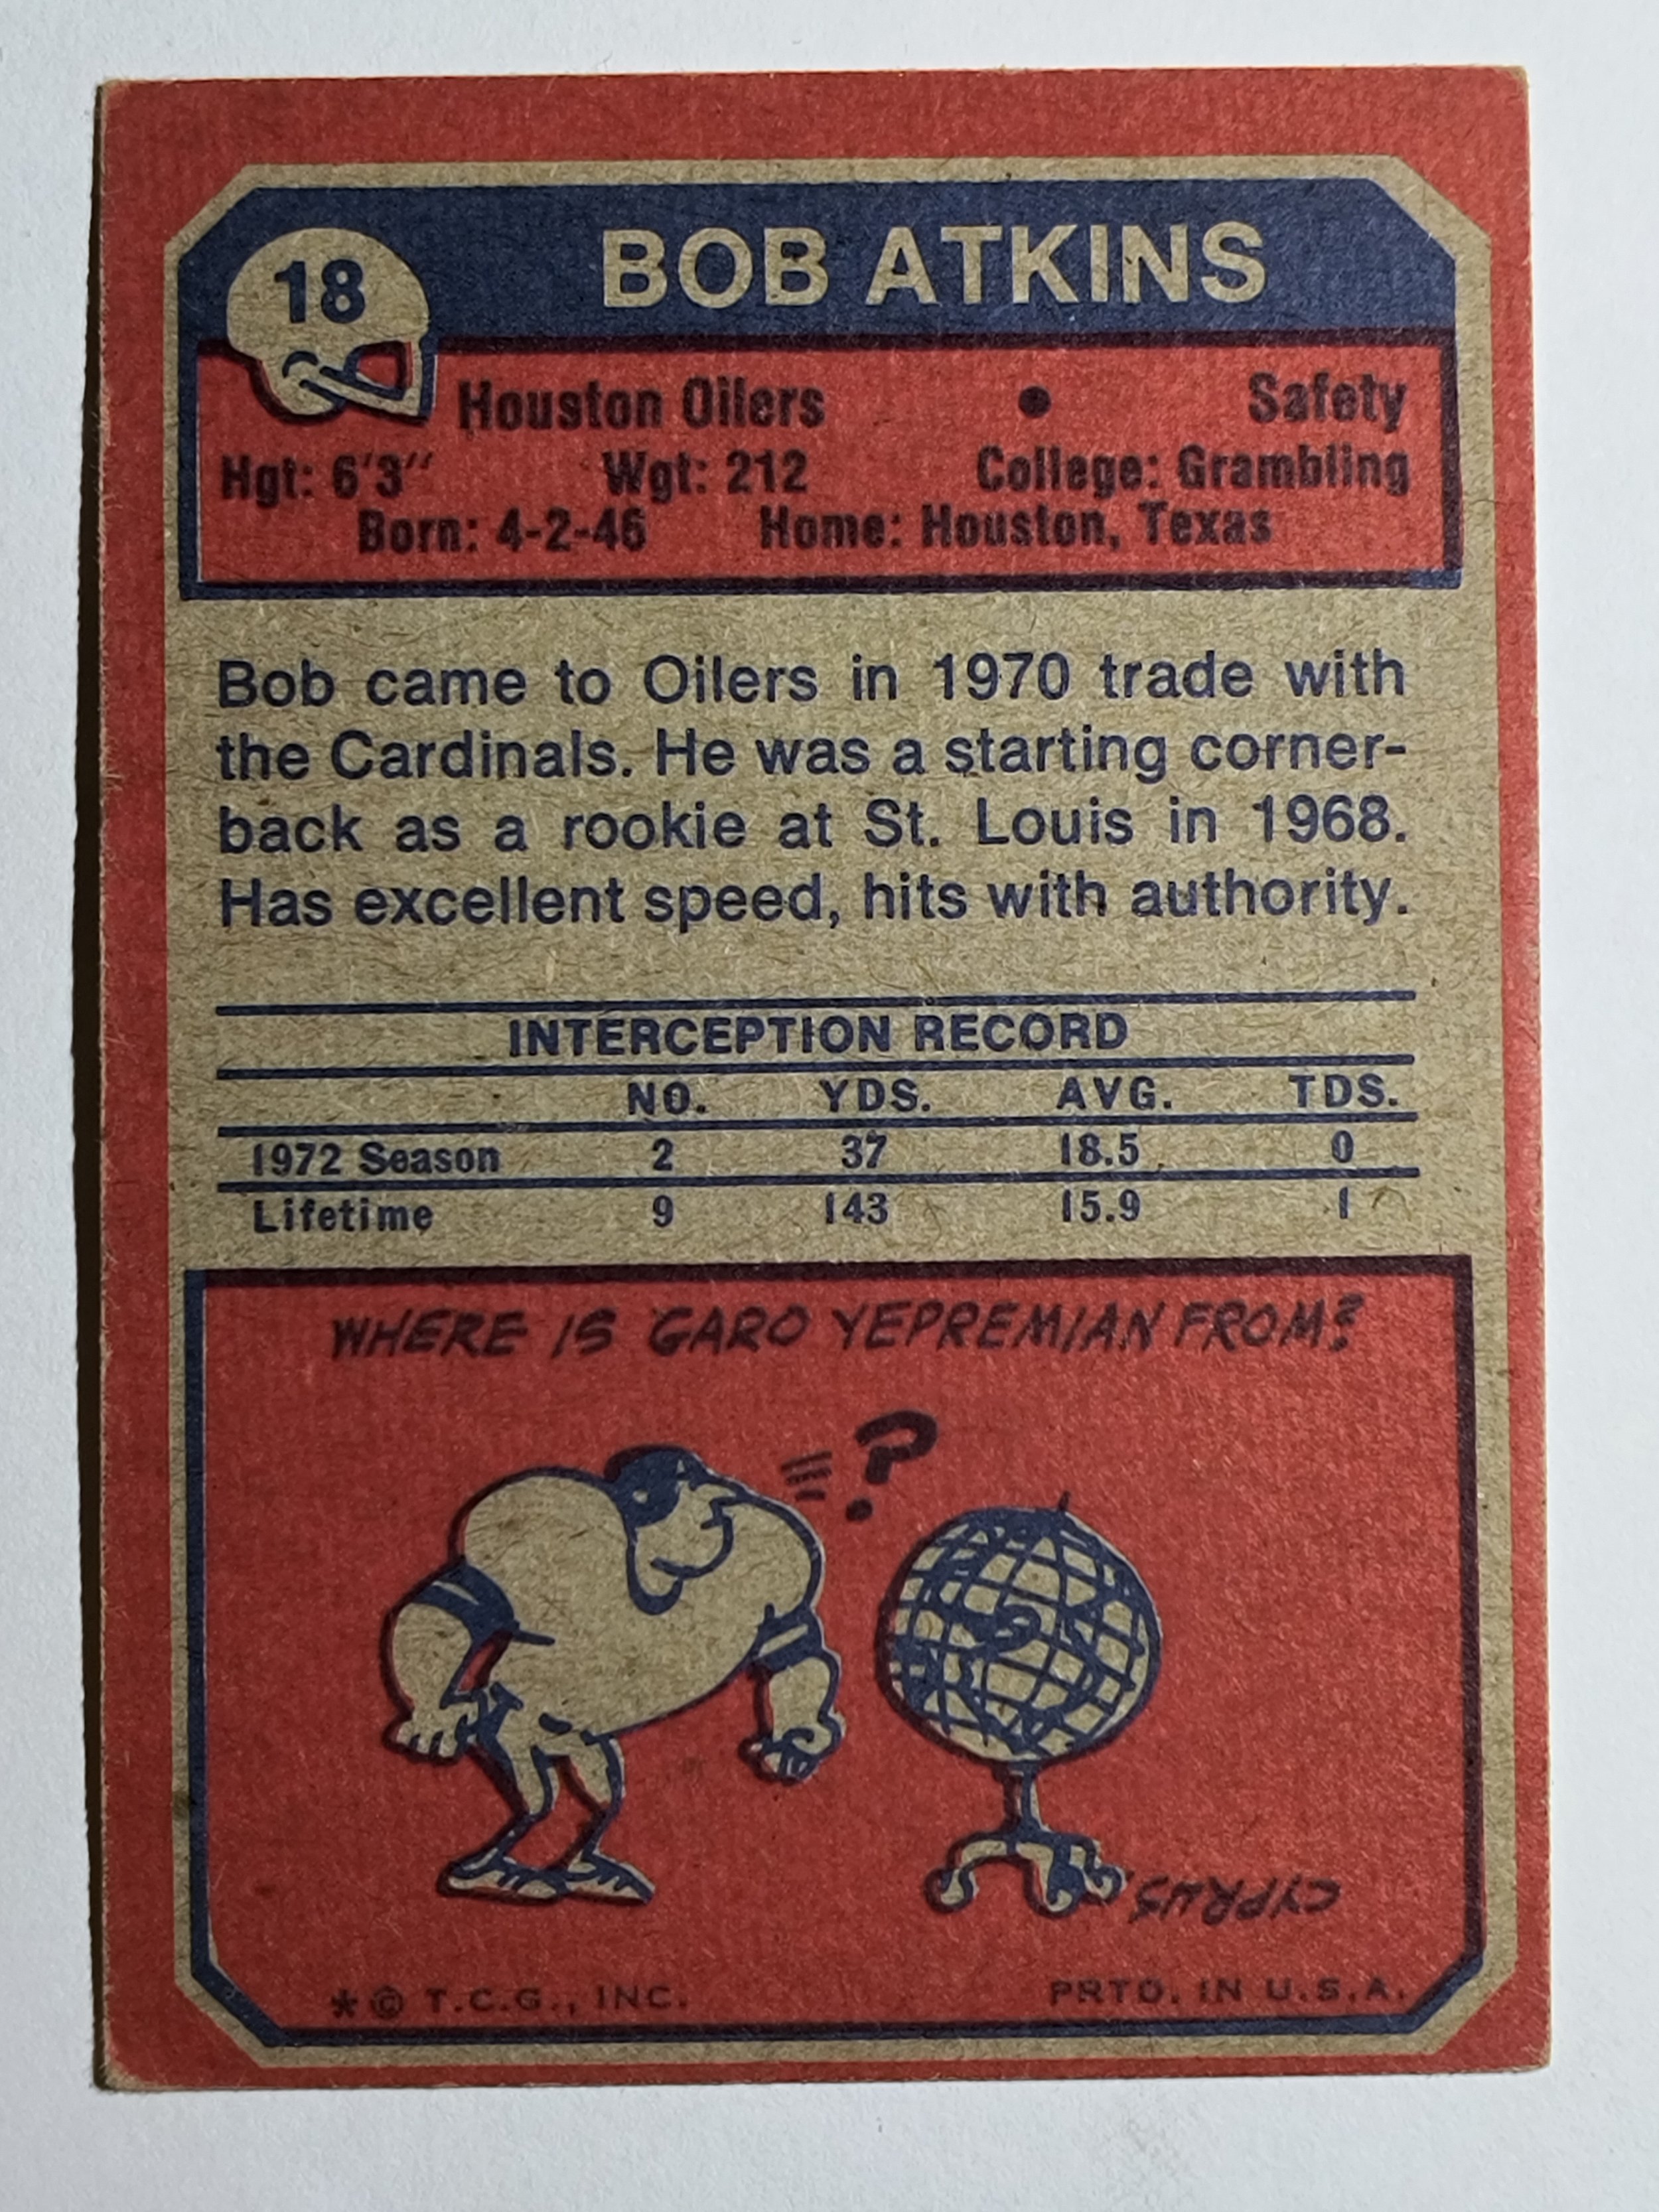 18
BOB ATKINS
Houston Oilers • Safety
Hgt: 6'3" Wgt: 212 College: Grambling
Born: 4-2-46 Home: Houston, Texas
Bob came to Oilers in 1970 trade with
the Cardinals. He was a starting corner-
back as a rookie at St. Louis in 1968.
Has excellent speed, hits with authority.
INTERCEPTION RECORD
NO. YDS. AVG. TDS.
1972 Season 2 37 18.5 0
Lifetime 9 143 15.9 1
WHERE IS GARO YEPREMIAN FROM?
?
CYPRUS
* © T.C.G., INC. PRTD. IN U.S.A.